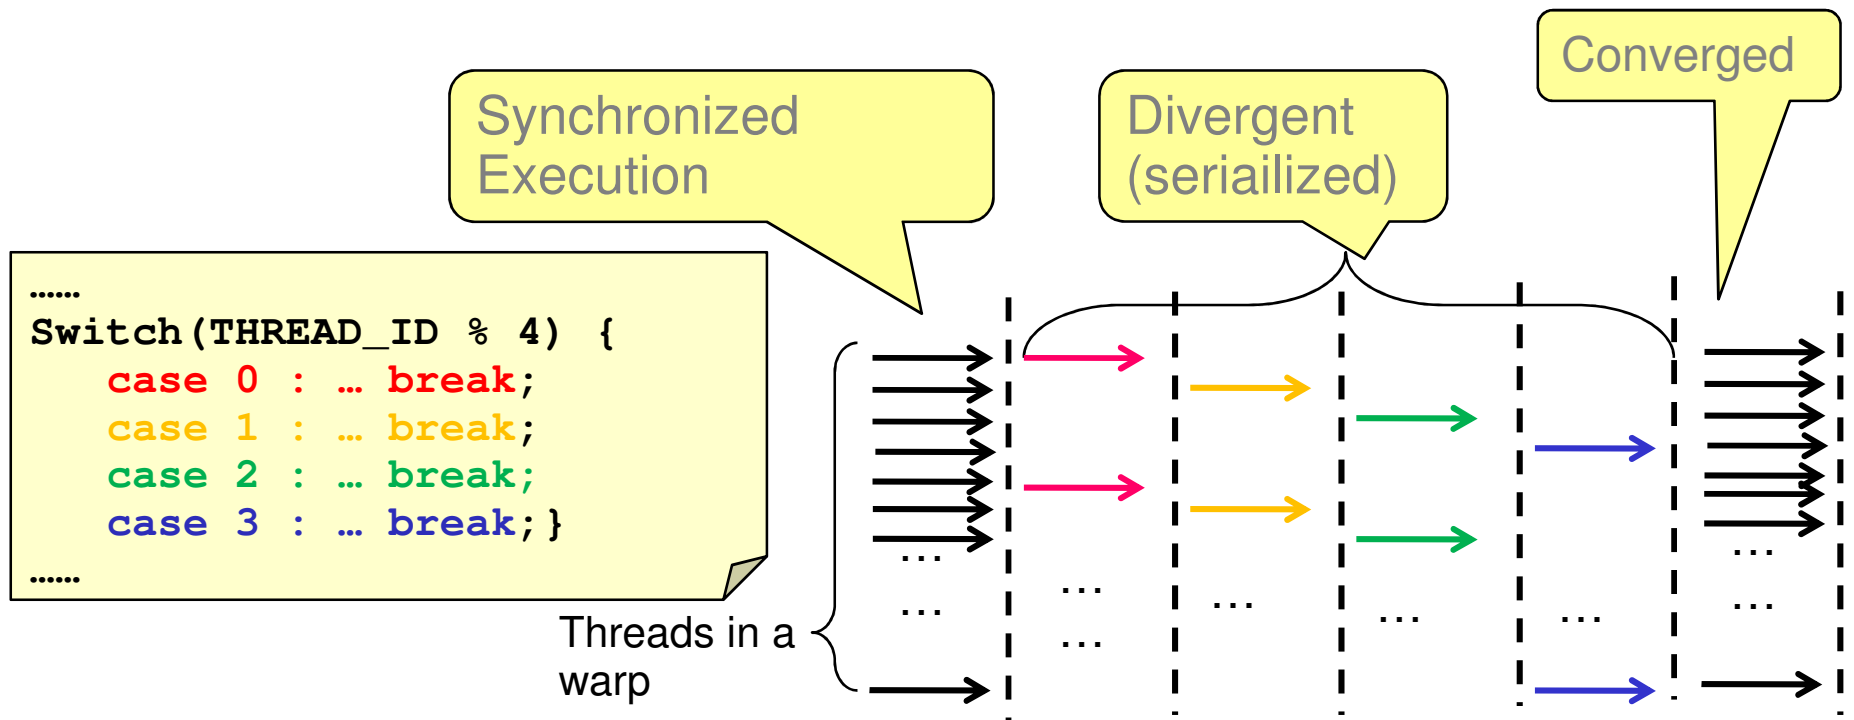 Synchronized
Execution
Divergent
(seriailized)
Converged
……
Switch(THREAD_ID % 4) {
case 0 : … break;
case 1 : … break;
case 2 : … break;
case 3 : … break;}
……
Threads in a
warp
… … … … … … … … …